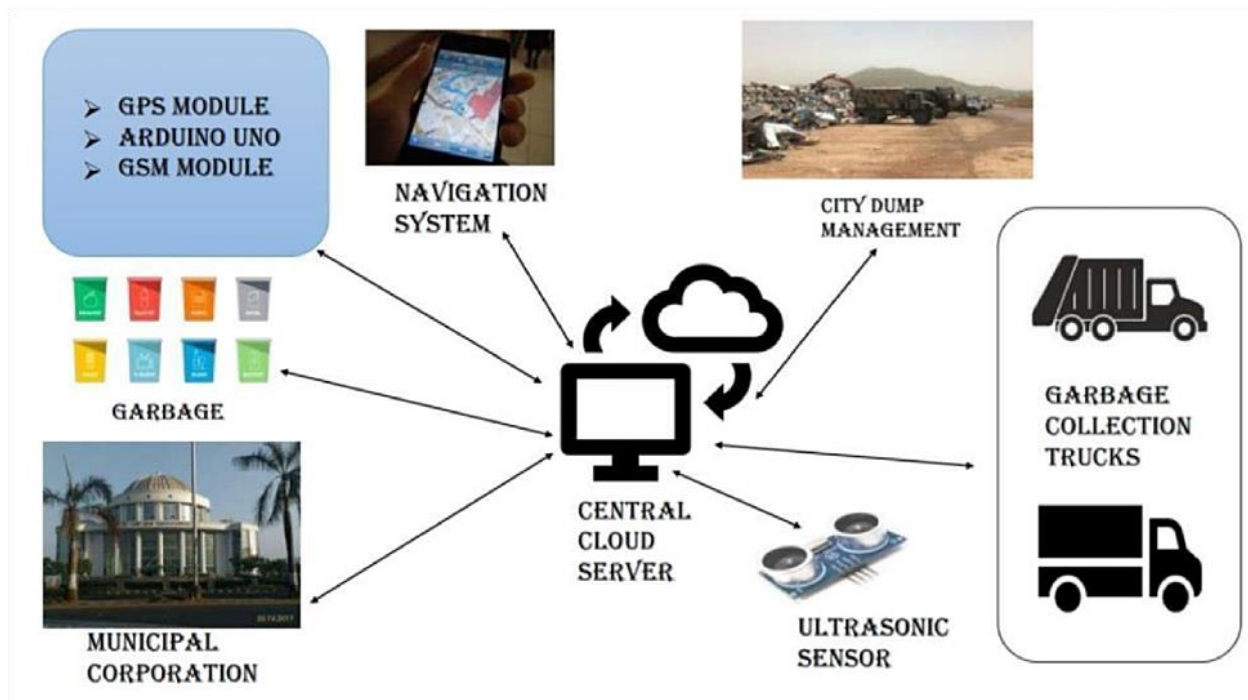 GPS MODULE
ARDUINO UNO
GSM MODULE
NAVIGATION
SYSTEM
CITY DUMP
MANAGEMENT
GARBAGE
GARBAGE
COLLECTION
TRUCKS
CENTRAL
CLOUD
SERVER
MUNICIPAL
CORPORATION
ULTRASONIC
SENSOR